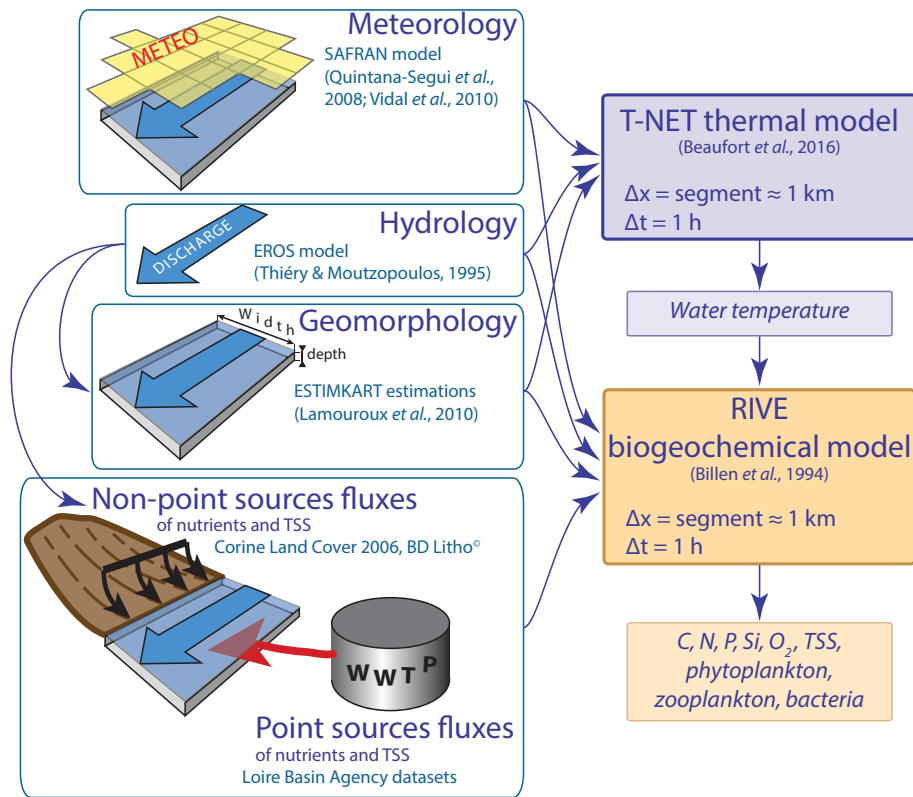 Meteorology
METEO
SAFRAN model
(Quintana-Segui et al.,
2008; Vidal et al., 2010)
Hydrology
DISCHARGE
EROS model
(Thiéry & Moutzopoulos, 1995)
Geomorphology
Width
depth
ESTIMKART estimations
(Lamouroux et al., 2010)
Non-point sources fluxes
of nutrients and TSS
Corine Land Cover 2006, BD Litho©
WWTP
Point sources fluxes
of nutrients and TSS
Loire Basin Agency datasets
T-NET thermal model
(Beaufort et al., 2016)
Δx = segment ≈ 1 km
Δt = 1 h
Water temperature
RIVE
biogeochemical model
(Billen et al., 1994)
Δx = segment ≈ 1 km
Δt = 1 h
C, N, P, Si, O₂, TSS,
phytoplankton,
zooplankton, bacteria